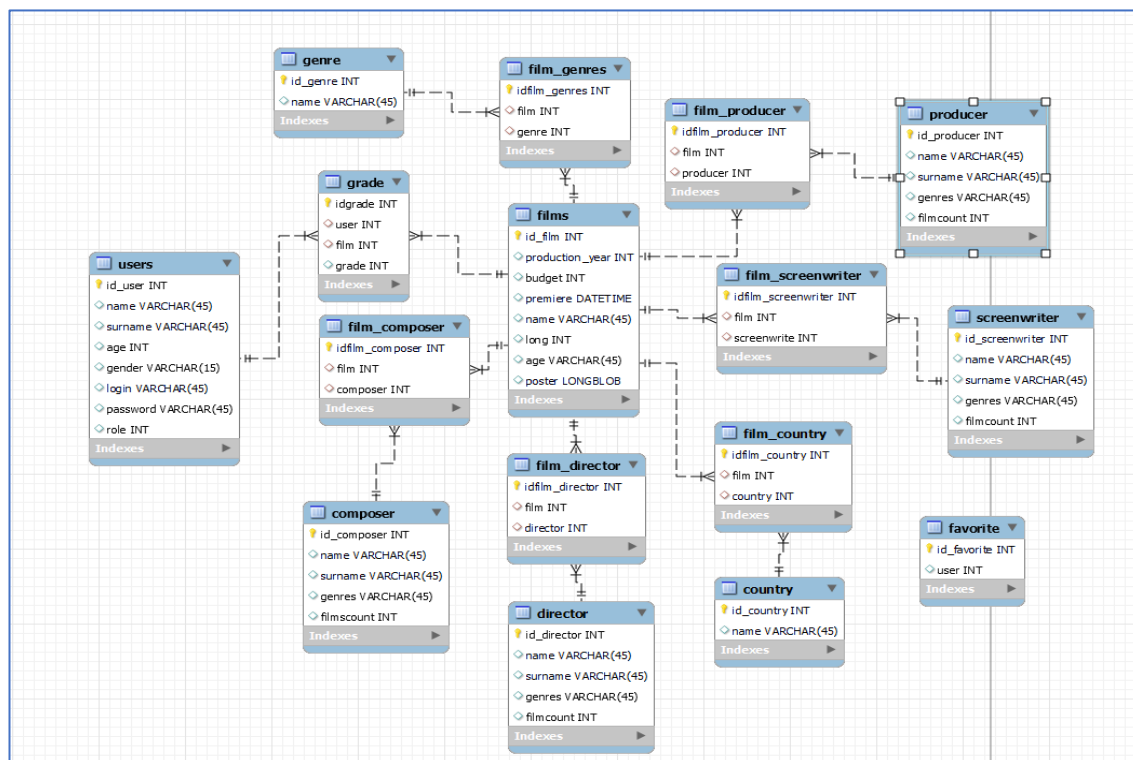 genre
id_genre INT
name VARCHAR(45)
Indexes
film_genres
idfilm_genres INT
film INT
genre INT
Indexes
film_producer
idfilm_producer INT
film INT
producer INT
Indexes
producer
id_producer INT
name VARCHAR(45)
surname VARCHAR(45)
genres VARCHAR(45)
filmcount INT
Indexes
grade
idgrade INT
user INT
film INT
grade INT
Indexes
films
id_film INT
production_year INT
budget INT
premiere DATETIME
name VARCHAR(45)
long INT
age VARCHAR(45)
poster LONGBLOB
Indexes
users
id_user INT
name VARCHAR(45)
surname VARCHAR(45)
age INT
gender VARCHAR(15)
login VARCHAR(45)
password VARCHAR(45)
role INT
Indexes
film_screenwriter
idfilm_screenwriter INT
film INT
screenwrite INT
Indexes
screenwriter
id_screenwriter INT
name VARCHAR(45)
surname VARCHAR(45)
genres VARCHAR(45)
filmcount INT
Indexes
film_composer
idfilm_composer INT
film INT
composer INT
Indexes
film_country
idfilm_country INT
film INT
country INT
Indexes
film_director
idfilm_director INT
film INT
director INT
Indexes
composer
id_composer INT
name VARCHAR(45)
surname VARCHAR(45)
genres VARCHAR(45)
filmscount INT
Indexes
favorite
id_favorite INT
user INT
Indexes
country
id_country INT
name VARCHAR(45)
Indexes
director
id_director INT
name VARCHAR(45)
surname VARCHAR(45)
genres VARCHAR(45)
filmcount INT
Indexes